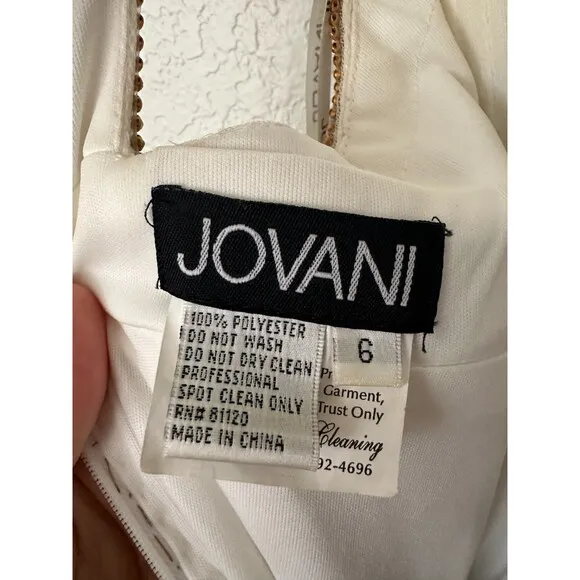 JOVANI
100% POLYESTER
DO NOT WASH
DO NOT DRY CLEAN
PROFESSIONAL
SPOT CLEAN ONLY
RN# 81120
MADE IN CHINA
6
Garment,
Trust Only
Cleaning
92-4696